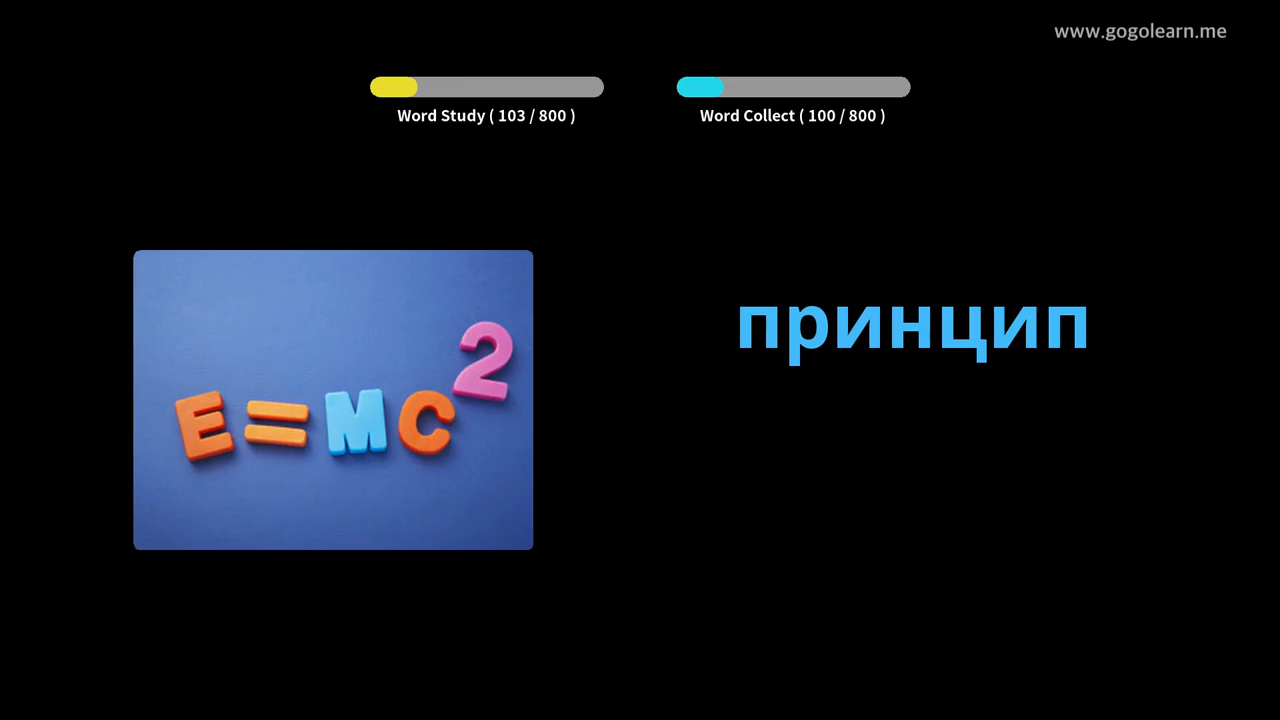 www.gogolearn.me
Word Study ( 103 / 800 )
Word Collect ( 100 / 800 )
принцип
E=MC²